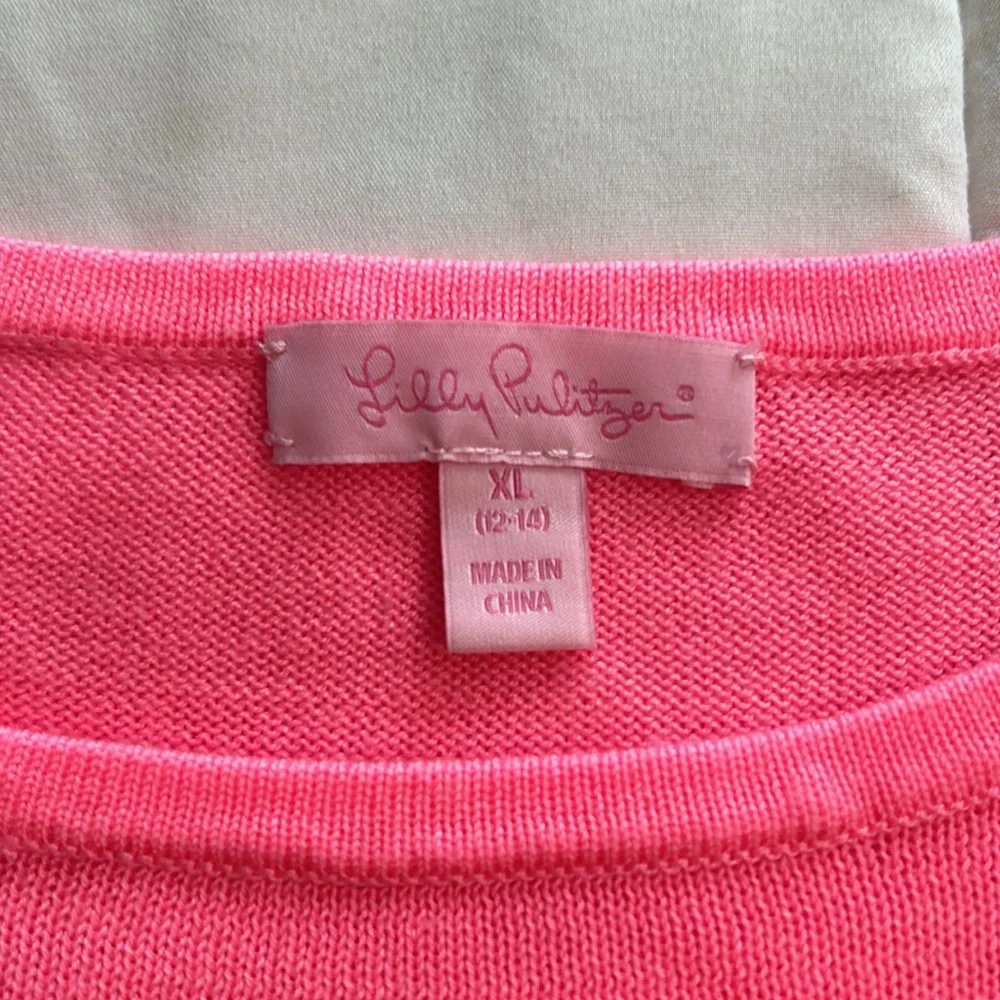 Lilly Pulitzer®
XL
(12-14)
MADE IN
CHINA